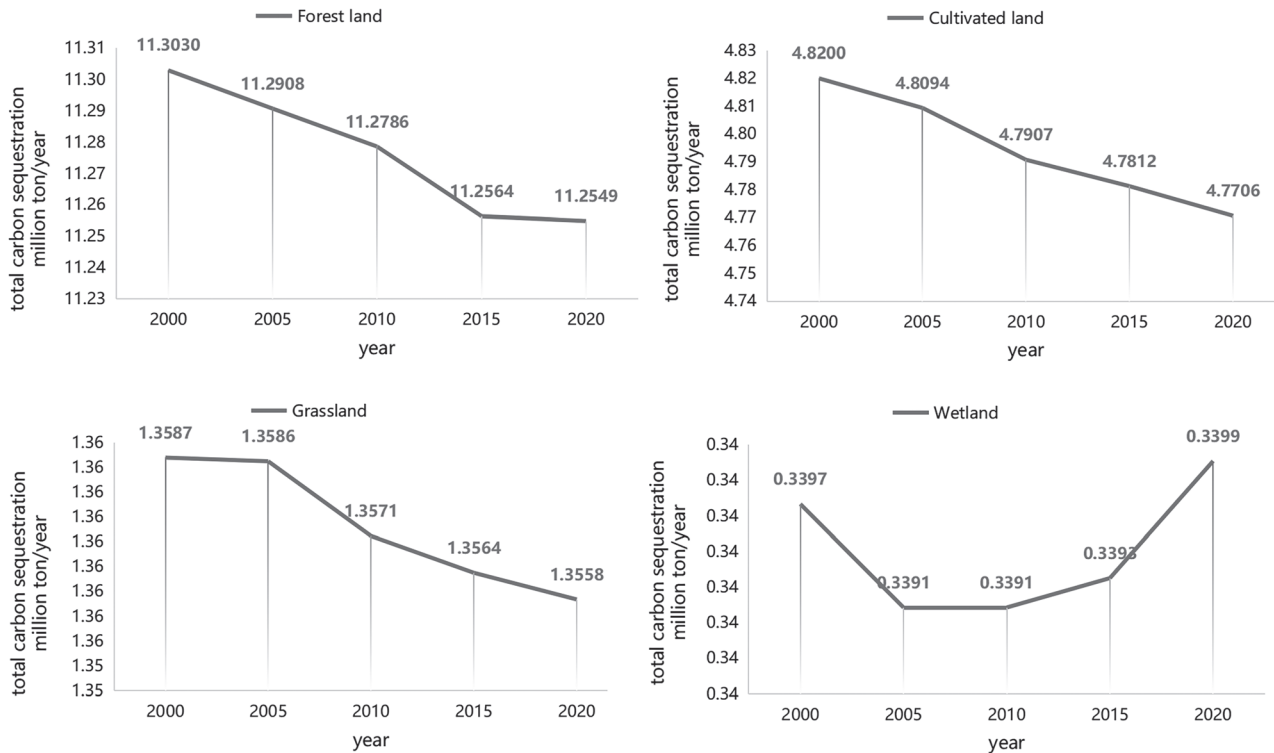 Forest land
total carbon sequestration
million ton/year
11.31
11.30
11.29
11.28
11.27
11.26
11.25
11.24
11.23
11.3030
11.2908
11.2786
11.2564
11.2549
2000 2005 2010 2015 2020
year
Cultivated land
total carbon sequestration
million ton/year
4.83
4.82
4.81
4.80
4.79
4.78
4.77
4.76
4.75
4.74
4.8200
4.8094
4.7907
4.7812
4.7706
2000 2005 2010 2015 2020
year
Grassland
total carbon sequestration
million ton/year
1.36
1.36
1.36
1.36
1.36
1.36
1.36
1.36
1.36
1.35
1.35
1.3587
1.3586
1.3571
1.3564
1.3558
2000 2005 2010 2015 2020
year
Wetland
total carbon sequestration
million ton/year
0.34
0.34
0.34
0.34
0.34
0.34
0.34
0.34
0.3397
0.3391
0.3391
0.3393
0.3399
2000 2005 2010 2015 2020
year